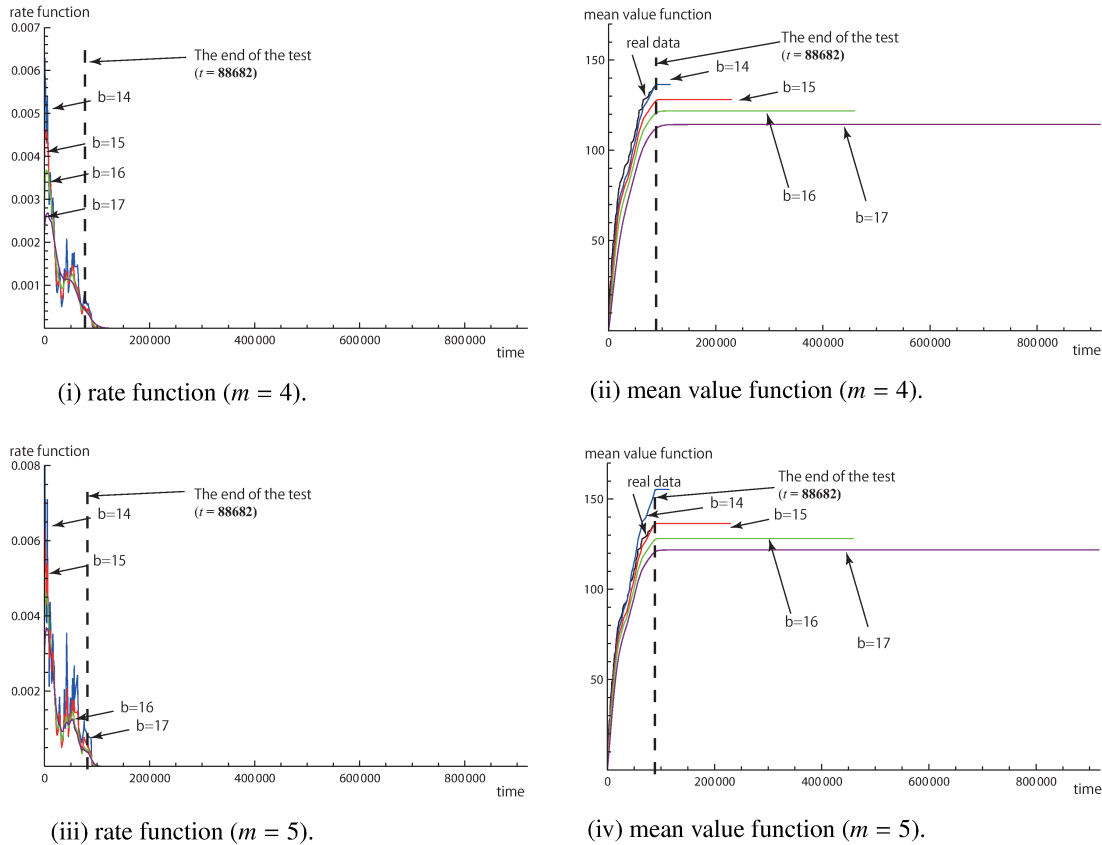 rate function
0.007
0.006
0.005
0.004
0.003
0.002
0.001
The end of the test
(t = 88682)
b=14
b=15
b=16
b=17
0 200000 400000 600000 800000
time
(i) rate function (m = 4).
mean value function
150
100
50
real data
The end of the test
(t = 88682)
b=14
b=15
b=16
b=17
0 200000 400000 600000 800000
time
(ii) mean value function (m = 4).
rate function
0.008
0.006
0.004
0.002
The end of the test
(t = 88682)
b=14
b=15
b=16
b=17
0 200000 400000 600000 800000
time
(iii) rate function (m = 5).
mean value function
150
100
50
real data
The end of the test
(t = 88682)
b=14
b=15
b=16
b=17
0 200000 400000 600000 800000
time
(iv) mean value function (m = 5).